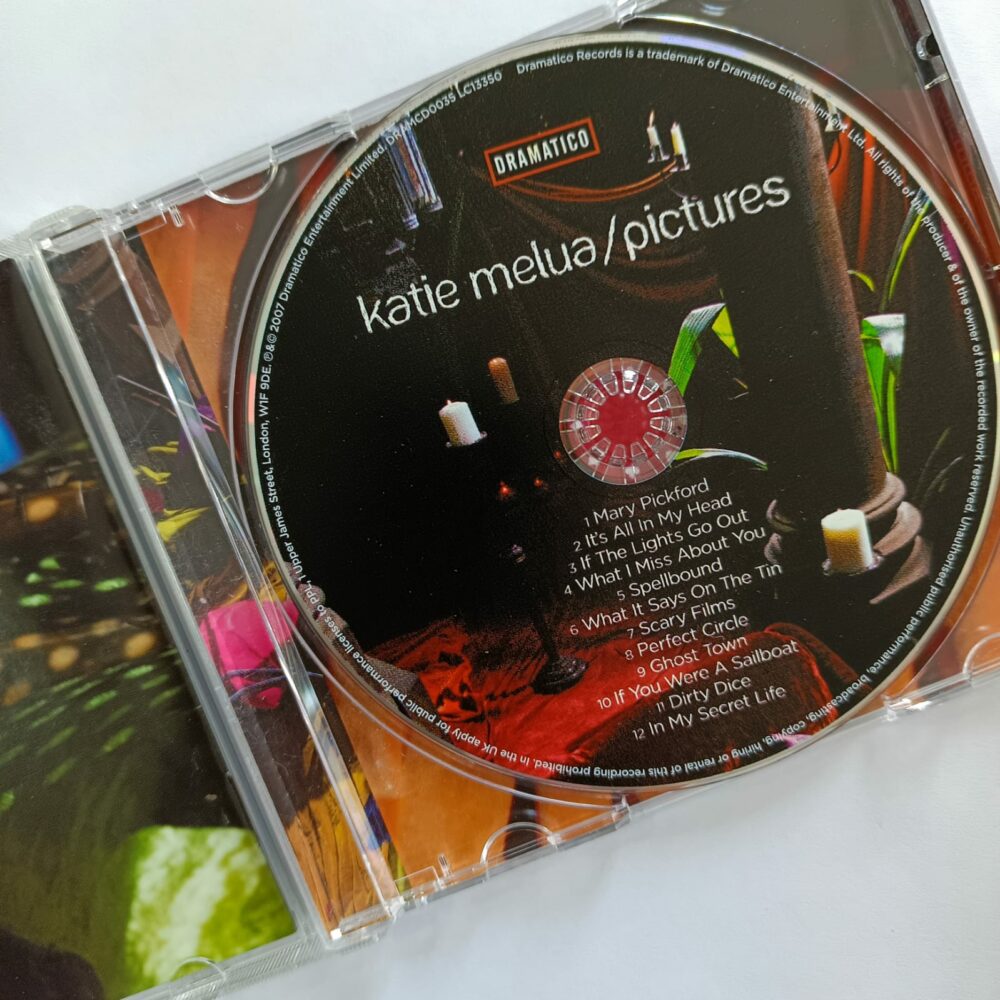 DRAMATICO
katie melua/pictures
1 Mary Pickford
2 It's All In My Head
3 If The Lights Go Out
4 What I Miss About You
5 Spellbound
6 What It Says On The Tin
7 Scary Films
8 Perfect Circle
9 Ghost Town
10 If You Were A Sailboat
11 Dirty Dice
12 In My Secret Life
℗&© 2007 Dramatico Entertainment Limited. DRAMCD0035 LC13350 Dramatico Records is a trademark of Dramatico Entertainment Ltd. All rights of the producer & of the owner of the recorded work reserved. Unauthorised public performance, broadcasting, copying, hiring or rental of this recording prohibited. In the UK apply for public performance licenses to PPL, 1 Upper James Street, London, W1F 9DE.